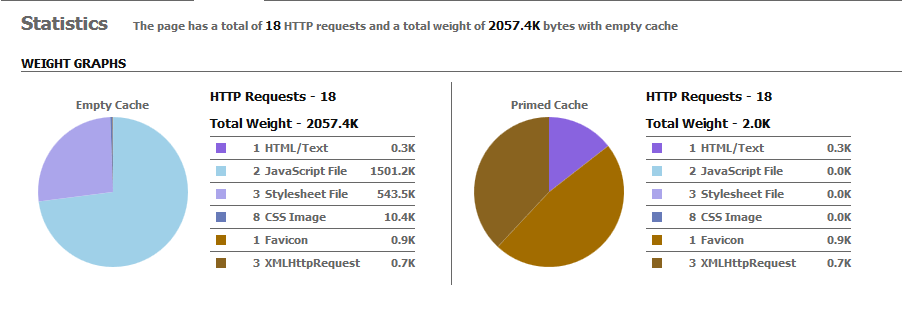 Statistics The page has a total of 18 HTTP requests and a total weight of 2057.4K bytes with empty cache
WEIGHT GRAPHS
Empty Cache
HTTP Requests - 18
Total Weight - 2057.4K
1 HTML/Text 0.3K
2 JavaScript File 1501.2K
3 Stylesheet File 543.5K
8 CSS Image 10.4K
1 Favicon 0.9K
3 XMLHttpRequest 0.7K
Primed Cache
HTTP Requests - 18
Total Weight - 2.0K
1 HTML/Text 0.3K
2 JavaScript File 0.0K
3 Stylesheet File 0.0K
8 CSS Image 0.0K
1 Favicon 0.9K
3 XMLHttpRequest 0.7K